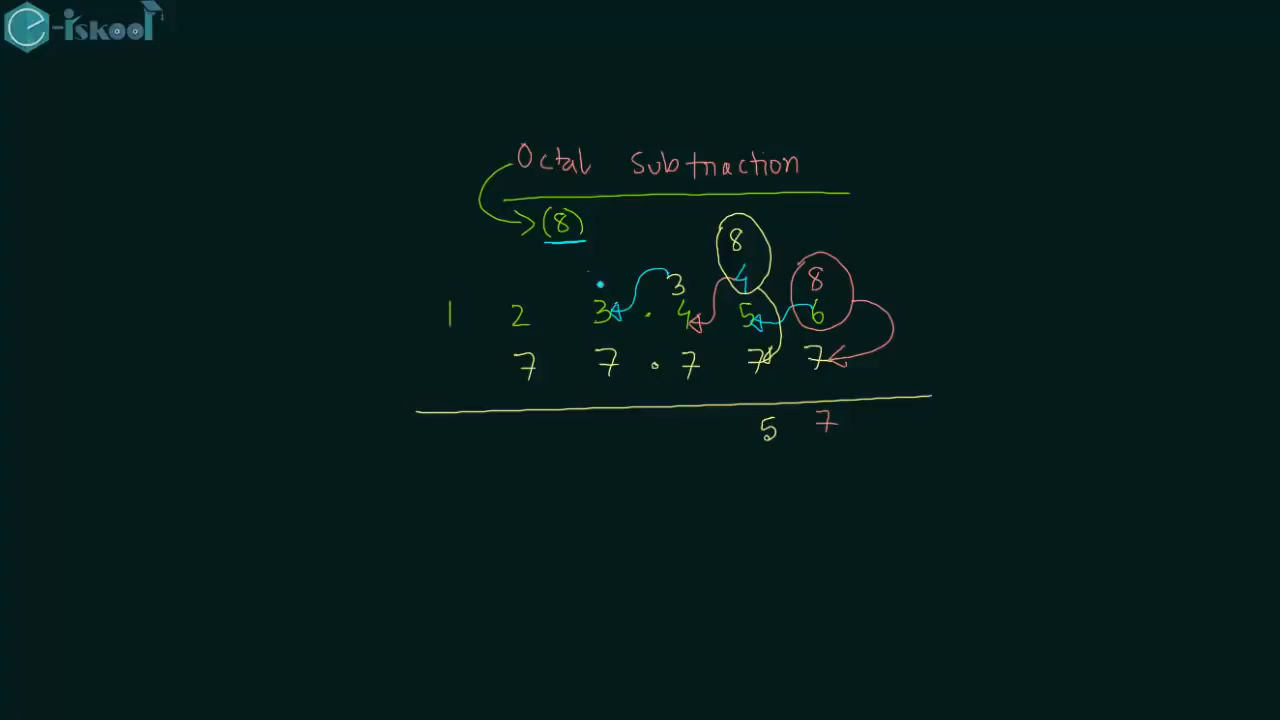 e-iskool
Octal Subtraction
(8)
8
3 4 8
1 2 3 . 4 5 6
7 7 . 7 7 7
5 7